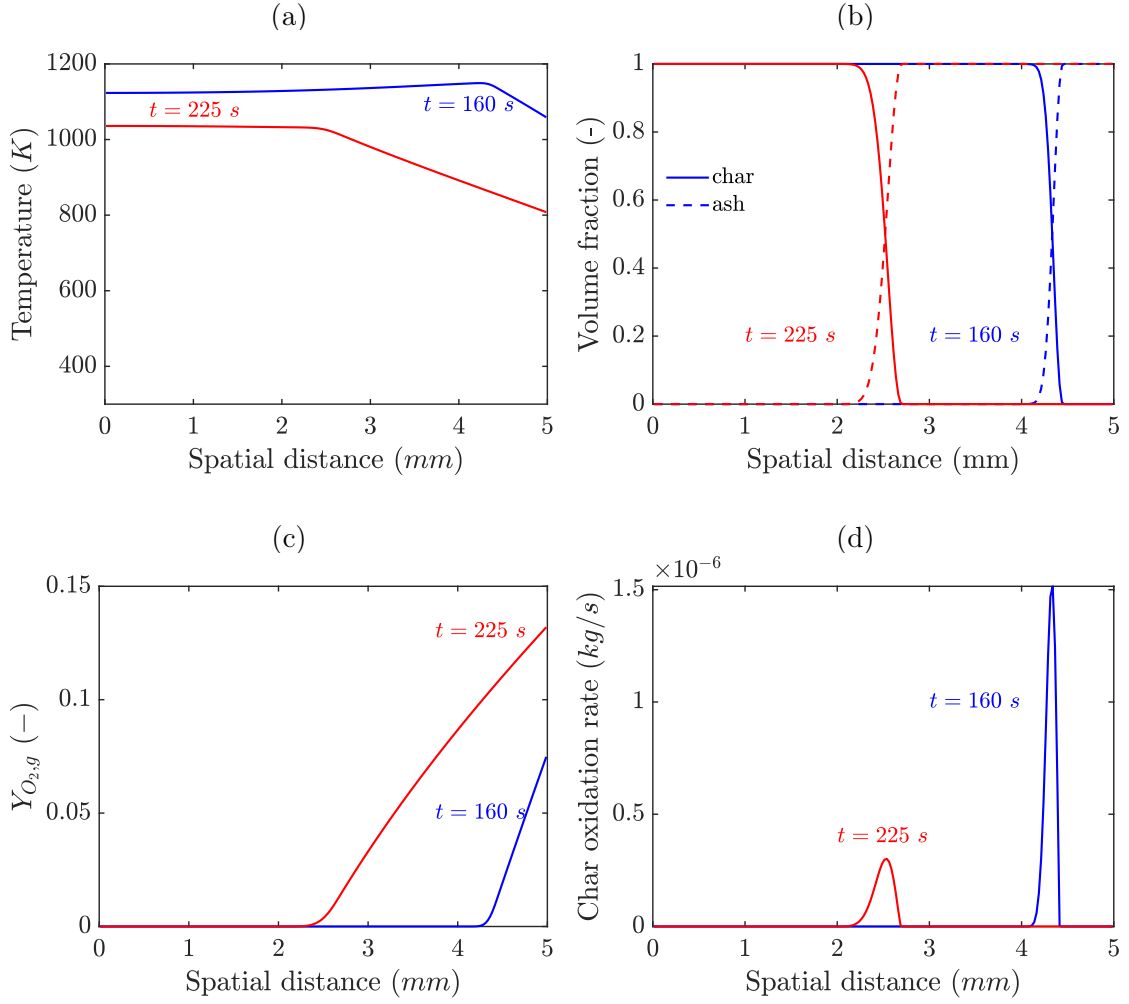 (a)
1200
1000
800
600
400
0 1 2 3 4 5
Temperature (K)
Spatial distance (mm)
t = 225 s
t = 160 s
(b)
1
0.8
0.6
0.4
0.2
0
0 1 2 3 4 5
Volume fraction (-)
Spatial distance (mm)
char
ash
t = 225 s
t = 160 s
(c)
0.15
0.1
0.05
0
0 1 2 3 4 5
Y_{O_2,g} (−)
Spatial distance (mm)
t = 225 s
t = 160 s
(d)
×10^{-6}
1.5
1
0.5
0
0 1 2 3 4 5
Char oxidation rate (kg/s)
Spatial distance (mm)
t = 160 s
t = 225 s